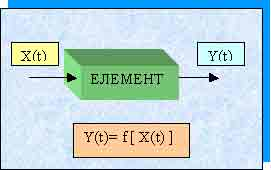 X(t)
Y(t)
ЕЛЕМЕНТ
Y(t)= f [ X(t) ]